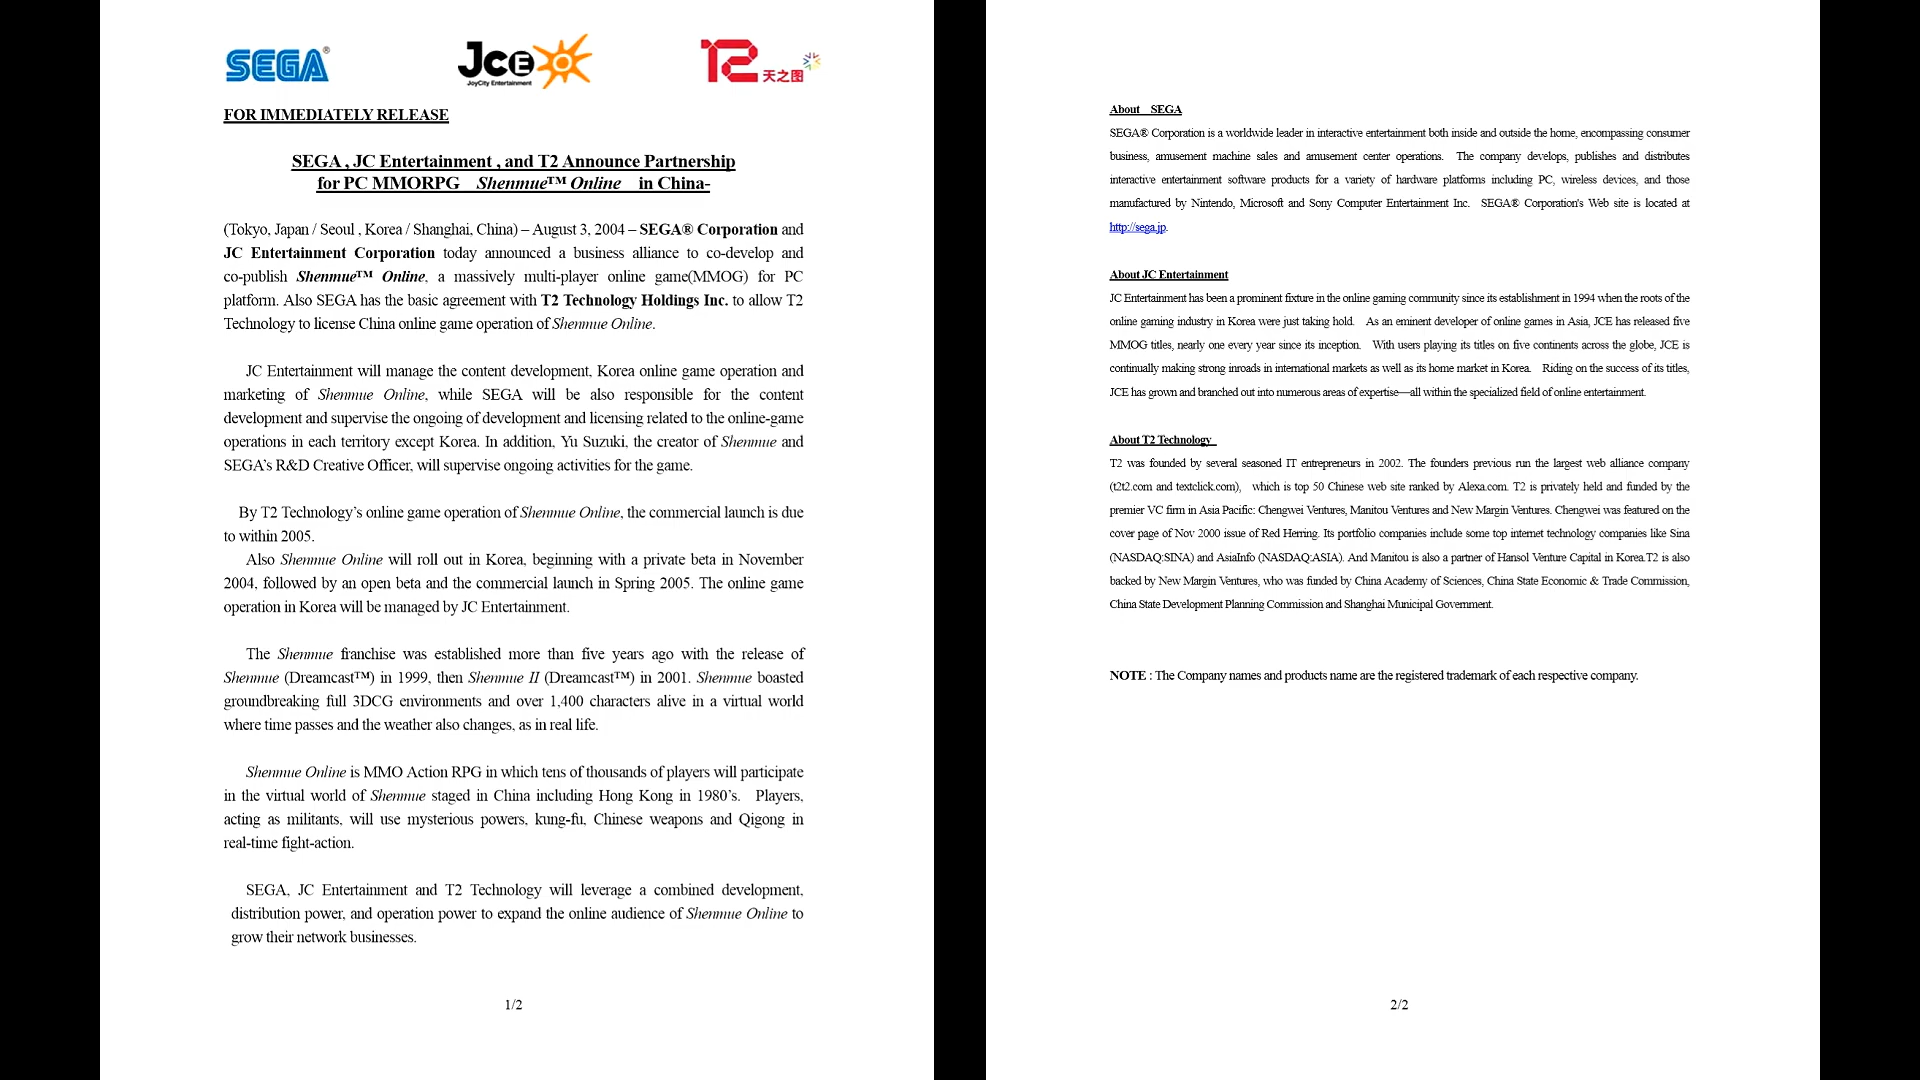 SEGA®
JCE
JoyCity Entertainment
T2 天之图
FOR IMMEDIATELY RELEASE
SEGA , JC Entertainment , and T2 Announce Partnership
for PC MMORPG Shenmue™ Online in China-
(Tokyo, Japan / Seoul , Korea / Shanghai, China) – August 3, 2004 – SEGA® Corporation and
JC Entertainment Corporation today announced a business alliance to co-develop and
co-publish Shenmue™ Online, a massively multi-player online game(MMOG) for PC
platform. Also SEGA has the basic agreement with T2 Technology Holdings Inc. to allow T2
Technology to license China online game operation of Shenmue Online.
JC Entertainment will manage the content development, Korea online game operation and
marketing of Shenmue Online, while SEGA will be also responsible for the content
development and supervise the ongoing of development and licensing related to the online-game
operations in each territory except Korea. In addition, Yu Suzuki, the creator of Shenmue and
SEGA's R&D Creative Officer, will supervise ongoing activities for the game.
By T2 Technology's online game operation of Shenmue Online, the commercial launch is due
to within 2005.
Also Shenmue Online will roll out in Korea, beginning with a private beta in November
2004, followed by an open beta and the commercial launch in Spring 2005. The online game
operation in Korea will be managed by JC Entertainment.
The Shenmue franchise was established more than five years ago with the release of
Shenmue (Dreamcast™) in 1999, then Shenmue II (Dreamcast™) in 2001. Shenmue boasted
groundbreaking full 3DCG environments and over 1,400 characters alive in a virtual world
where time passes and the weather also changes, as in real life.
Shenmue Online is MMO Action RPG in which tens of thousands of players will participate
in the virtual world of Shenmue staged in China including Hong Kong in 1980's. Players,
acting as militants, will use mysterious powers, kung-fu, Chinese weapons and Qigong in
real-time fight-action.
SEGA, JC Entertainment and T2 Technology will leverage a combined development,
distribution power, and operation power to expand the online audience of Shenmue Online to
grow their network businesses.
1/2
About SEGA
SEGA® Corporation is a worldwide leader in interactive entertainment both inside and outside the home, encompassing consumer
business, amusement machine sales and amusement center operations. The company develops, publishes and distributes
interactive entertainment software products for a variety of hardware platforms including PC, wireless devices, and those
manufactured by Nintendo, Microsoft and Sony Computer Entertainment Inc. SEGA® Corporation's Web site is located at
http://sega.jp.
About JC Entertainment
JC Entertainment has been a prominent fixture in the online gaming community since its establishment in 1994 when the roots of the
online gaming industry in Korea were just taking hold. As an eminent developer of online games in Asia, JCE has released five
MMOG titles, nearly one every year since its inception. With users playing its titles on five continents across the globe, JCE is
continually making strong inroads in international markets as well as its home market in Korea. Riding on the success of its titles,
JCE has grown and branched out into numerous areas of expertise—all within the specialized field of online entertainment.
About T2 Technology
T2 was founded by several seasoned IT entrepreneurs in 2002. The founders previous run the largest web alliance company
(t2t2.com and textclick.com), which is top 50 Chinese web site ranked by Alexa.com. T2 is privately held and funded by the
premier VC firm in Asia Pacific: Chengwei Ventures, Manitou Ventures and New Margin Ventures. Chengwei was featured on the
cover page of Nov 2000 issue of Red Herring. Its portfolio companies include some top internet technology companies like Sina
(NASDAQ:SINA) and AsiaInfo (NASDAQ:ASIA). And Manitou is also a partner of Hansol Venture Capital in Korea.T2 is also
backed by New Margin Ventures, who was funded by China Academy of Sciences, China State Economic & Trade Commission,
China State Development Planning Commission and Shanghai Municipal Government.
NOTE : The Company names and products name are the registered trademark of each respective company.
2/2